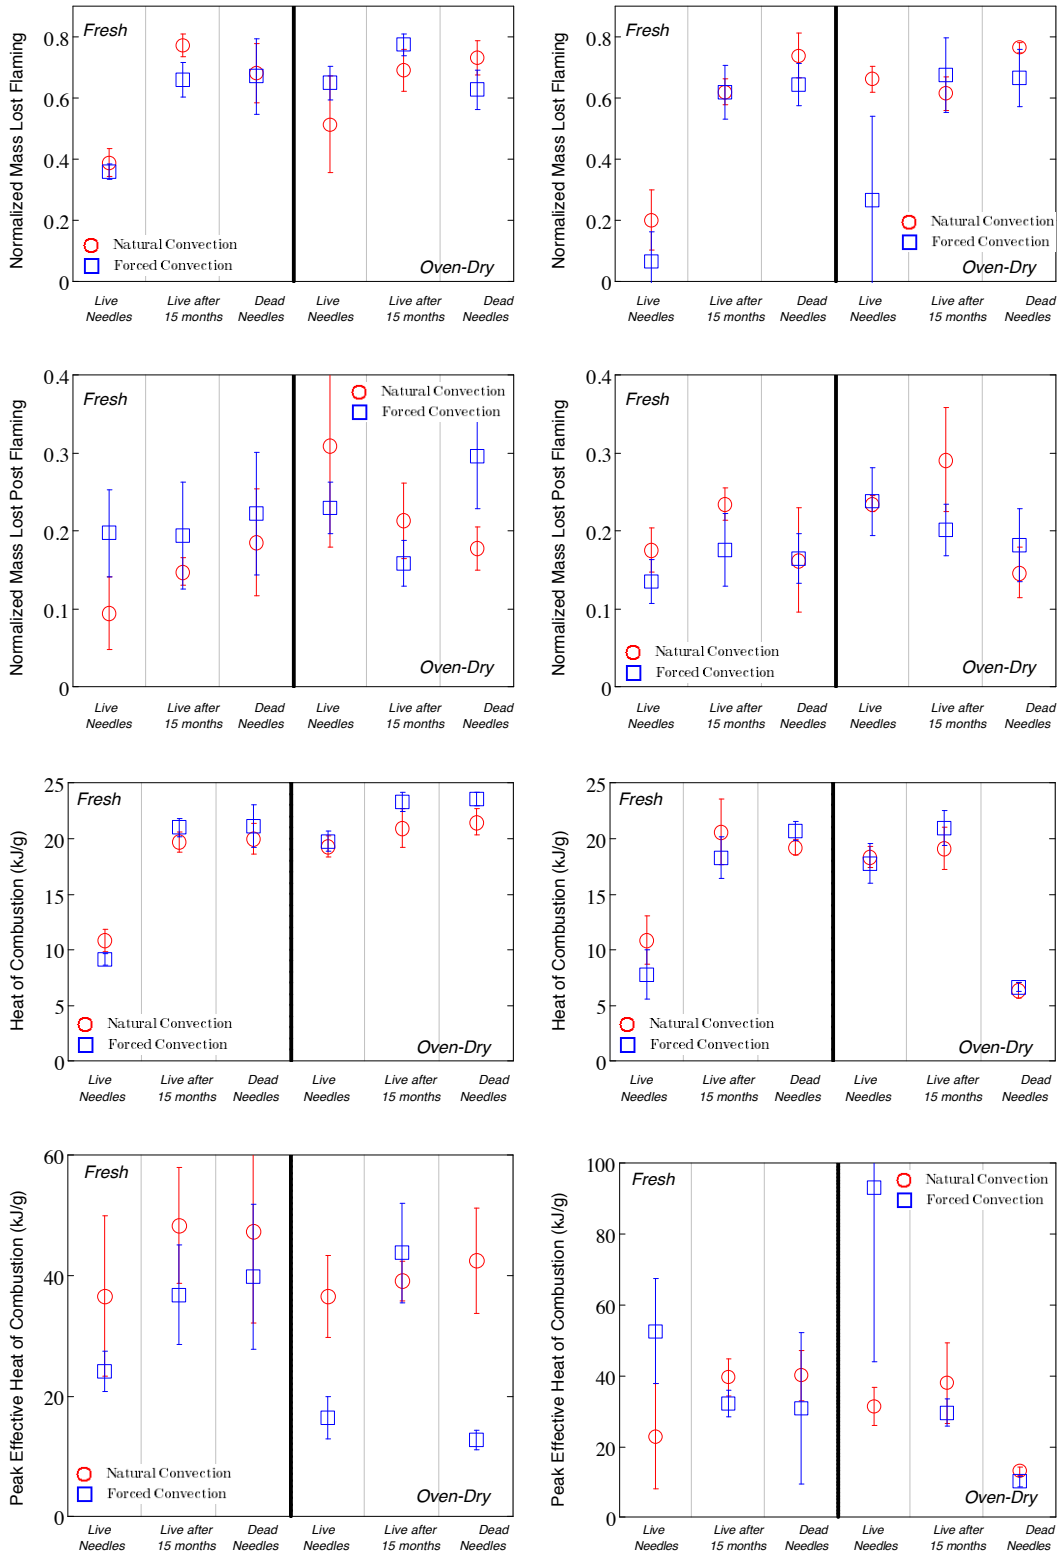 Normalized Mass Lost Flaming
0.8
0.6
0.4
0.2
0
Fresh
Natural Convection
Forced Convection
Oven-Dry
Live Needles
Live after 15 months
Dead Needles
Live Needles
Live after 15 months
Dead Needles
Normalized Mass Lost Flaming
0.8
0.6
0.4
0.2
0
Fresh
Natural Convection
Forced Convection
Oven-Dry
Live Needles
Live after 15 months
Dead Needles
Live Needles
Live after 15 months
Dead Needles
Normalized Mass Lost Post Flaming
0.4
0.3
0.2
0.1
0
Fresh
Natural Convection
Forced Convection
Oven-Dry
Live Needles
Live after 15 months
Dead Needles
Live Needles
Live after 15 months
Dead Needles
Normalized Mass Lost Post Flaming
0.4
0.3
0.2
0.1
0
Fresh
Natural Convection
Forced Convection
Oven-Dry
Live Needles
Live after 15 months
Dead Needles
Live Needles
Live after 15 months
Dead Needles
Heat of Combustion (kJ/g)
25
20
15
10
5
0
Fresh
Natural Convection
Forced Convection
Oven-Dry
Live Needles
Live after 15 months
Dead Needles
Live Needles
Live after 15 months
Dead Needles
Heat of Combustion (kJ/g)
25
20
15
10
5
0
Fresh
Natural Convection
Forced Convection
Oven-Dry
Live Needles
Live after 15 months
Dead Needles
Live Needles
Live after 15 months
Dead Needles
Peak Effective Heat of Combustion (kJ/g)
60
40
20
0
Fresh
Natural Convection
Forced Convection
Oven-Dry
Live Needles
Live after 15 months
Dead Needles
Live Needles
Live after 15 months
Dead Needles
Peak Effective Heat of Combustion (kJ/g)
100
80
60
40
20
0
Fresh
Natural Convection
Forced Convection
Oven-Dry
Live Needles
Live after 15 months
Dead Needles
Live Needles
Live after 15 months
Dead Needles